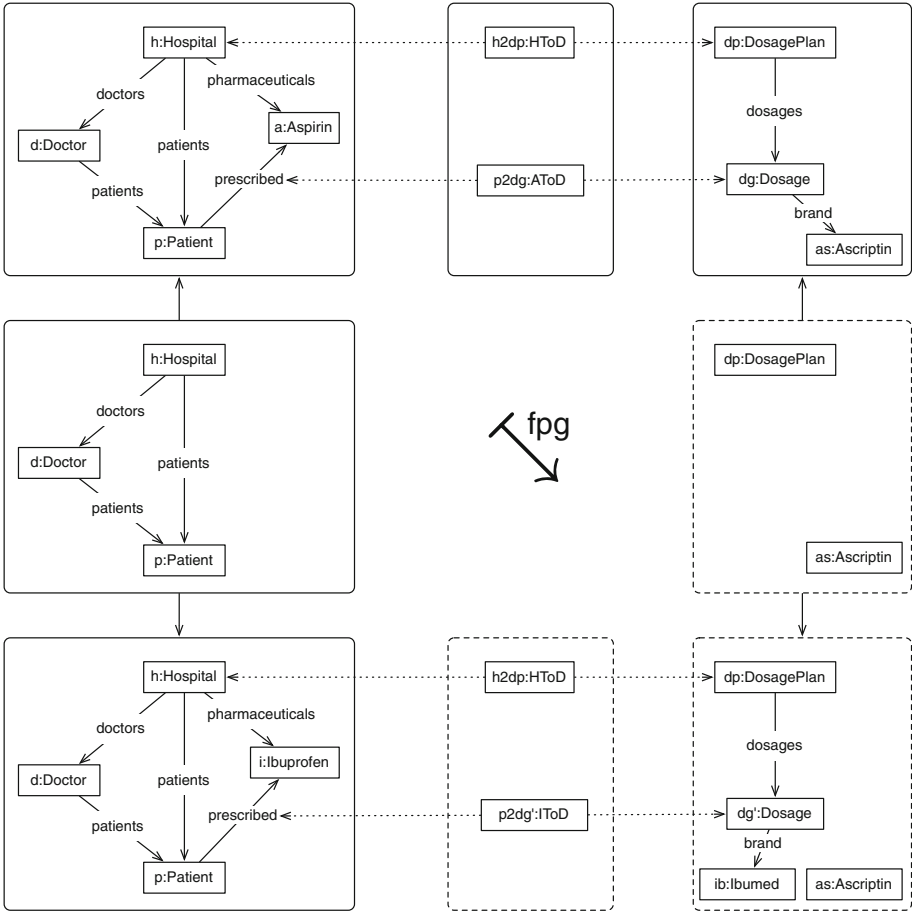 h:Hospital
h2dp:HToD
dp:DosagePlan
pharmaceuticals
doctors
dosages
a:Aspirin
d:Doctor
patients
prescribed
p2dg:AToD
dg:Dosage
patients
brand
p:Patient
as:Ascriptin
h:Hospital
dp:DosagePlan
doctors
fpg
d:Doctor
patients
patients
p:Patient
as:Ascriptin
h:Hospital
h2dp:HToD
dp:DosagePlan
pharmaceuticals
doctors
dosages
i:Ibuprofen
d:Doctor
patients
prescribed
p2dg':IToD
dg':Dosage
patients
brand
p:Patient
ib:Ibumed
as:Ascriptin